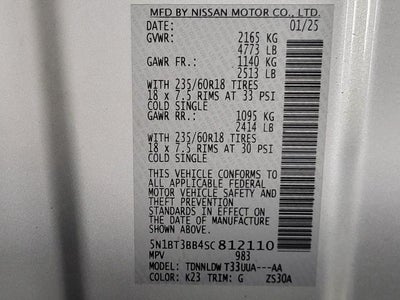 MFD BY NISSAN MOTOR CO., LTD.
DATE: 01/25
GVWR: 2165 KG
4773 LB
GAWR FR.: 1140 KG
2513 LB
WITH 235/60R18 TIRES
18 x 7.5 RIMS AT 33 PSI
COLD SINGLE
GAWR RR.: 1095 KG
2414 LB
WITH 235/60R18 TIRES
18 x 7.5 RIMS AT 30 PSI
COLD SINGLE
THIS VEHICLE CONFORMS TO
ALL APPLICABLE FEDERAL
MOTOR VEHICLE SAFETY AND
THEFT PREVENTION
STANDARDS IN EFFECT ON THE
DATE OF MANUFACTURE
SHOWN ABOVE.
5N1BT3BB4SC812110
MPV 983
MODEL: TDNNLDW T33UUA---AA
COLOR: K23 TRIM: G ZS30A